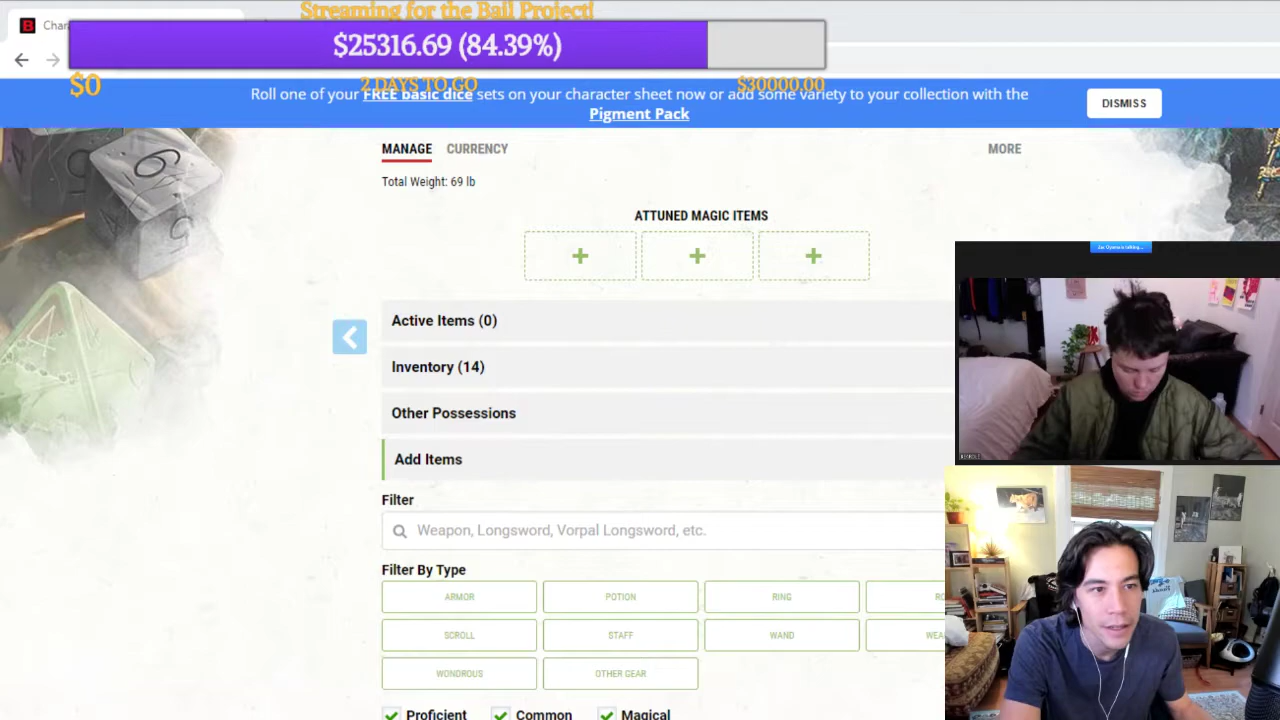 Streaming for the Bail Project!
Char
$25316.69 (84.39%)
$0
2 DAYS TO GO
$30000.00
Roll one of your FREE basic dice sets on your character sheet now or add some variety to your collection with the
Pigment Pack
DISMISS
MANAGE
CURRENCY
MORE
Total Weight: 69 lb
ATTUNED MAGIC ITEMS
Active Items (0)
Inventory (14)
Other Possessions
Add Items
Filter
Weapon, Longsword, Vorpal Longsword, etc.
Filter By Type
ARMOR
POTION
RING
RO
SCROLL
STAFF
WAND
WEA
WONDROUS
OTHER GEAR
Proficient
Common
Magical